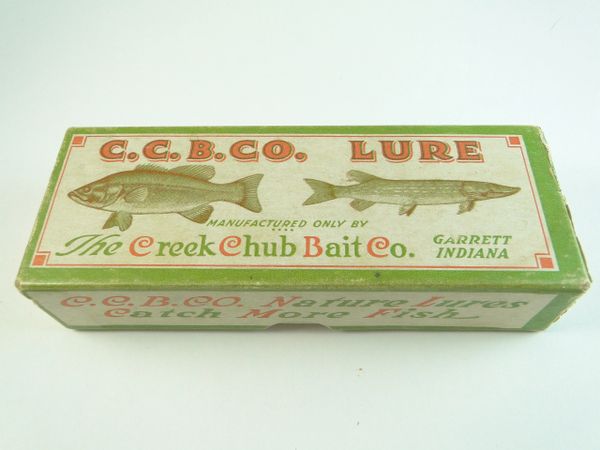 C.C.B.CO. LURE
MANUFACTURED ONLY BY
The Creek Chub Bait Co.
GARRETT
INDIANA
C.C.B.CO. Nature Lures
Catch More Fish